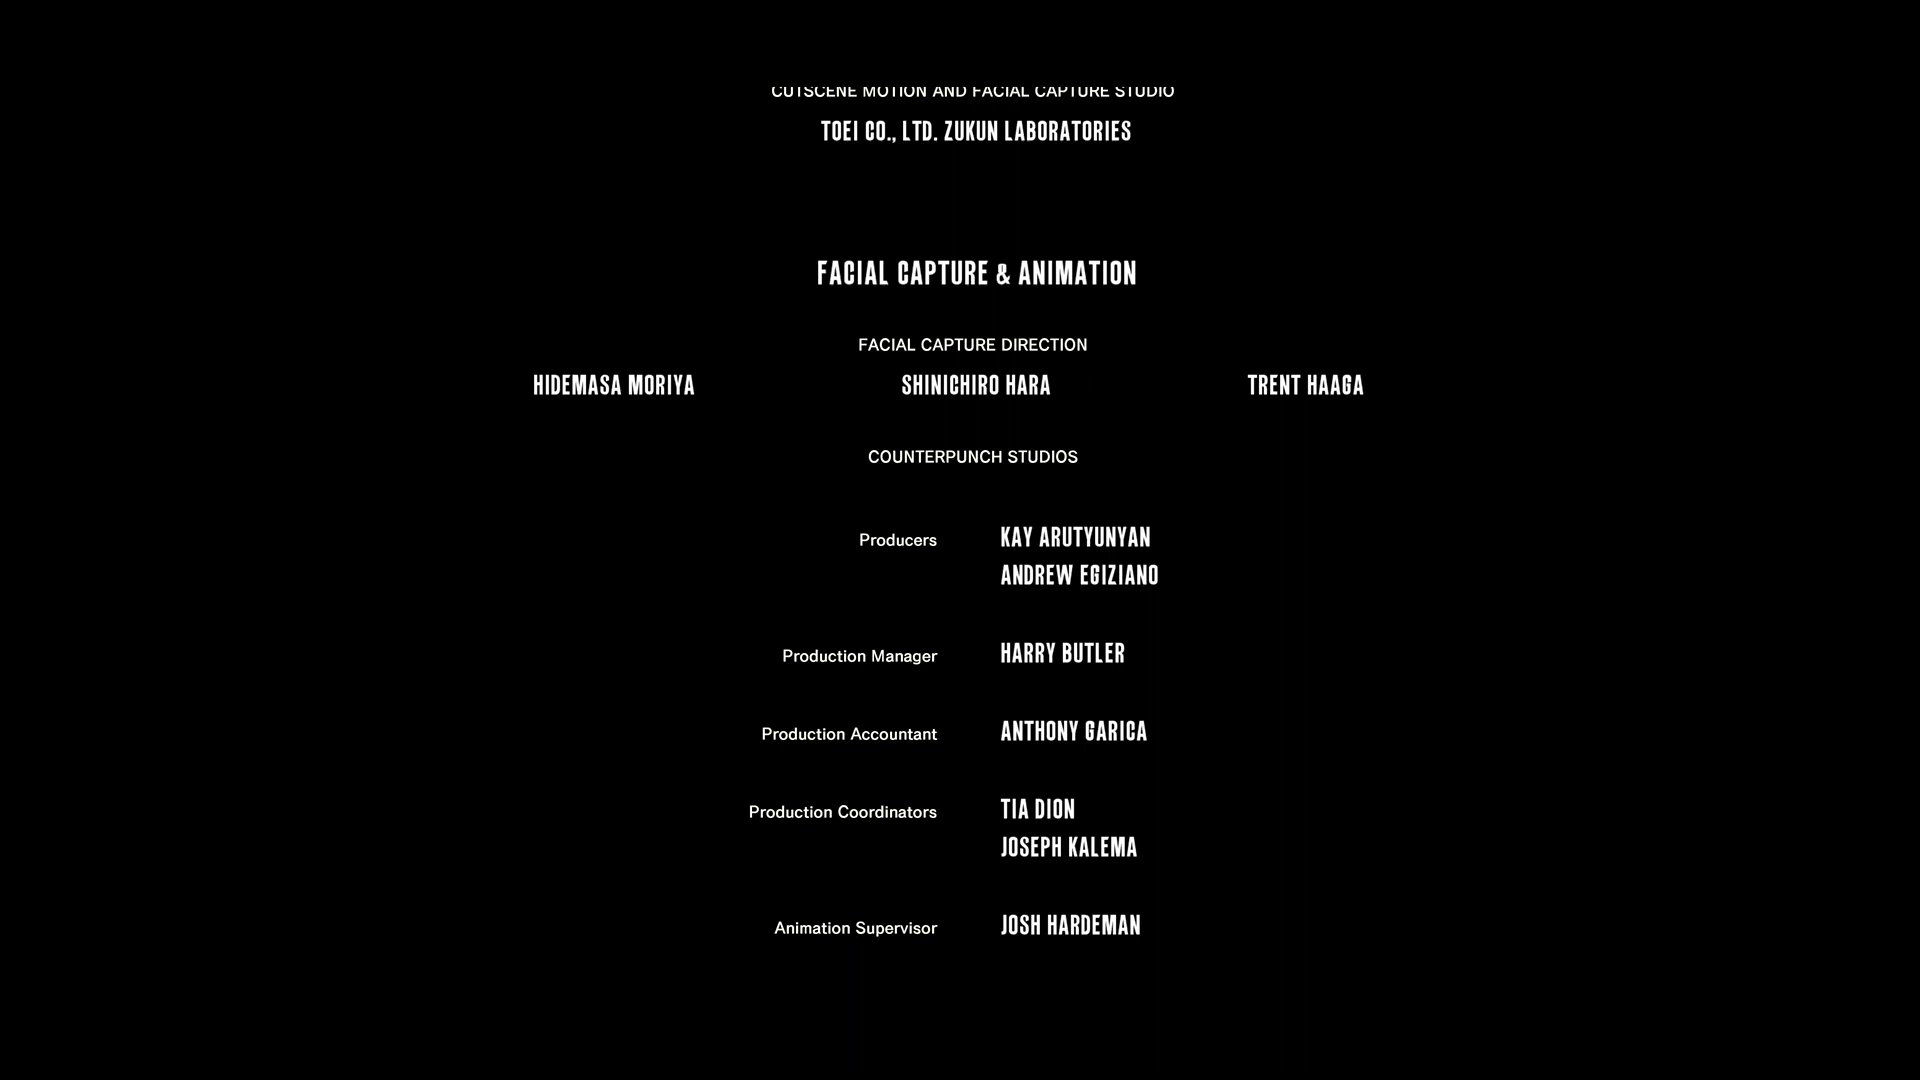 CUTSCENE MOTION AND FACIAL CAPTURE STUDIO
TOEI CO., LTD. ZUKUN LABORATORIES
FACIAL CAPTURE & ANIMATION
FACIAL CAPTURE DIRECTION
HIDEMASA MORIYA SHINICHIRO HARA TRENT HAAGA
COUNTERPUNCH STUDIOS
Producers KAY ARUTYUNYAN
ANDREW EGIZIANO
Production Manager HARRY BUTLER
Production Accountant ANTHONY GARICA
Production Coordinators TIA DION
JOSEPH KALEMA
Animation Supervisor JOSH HARDEMAN